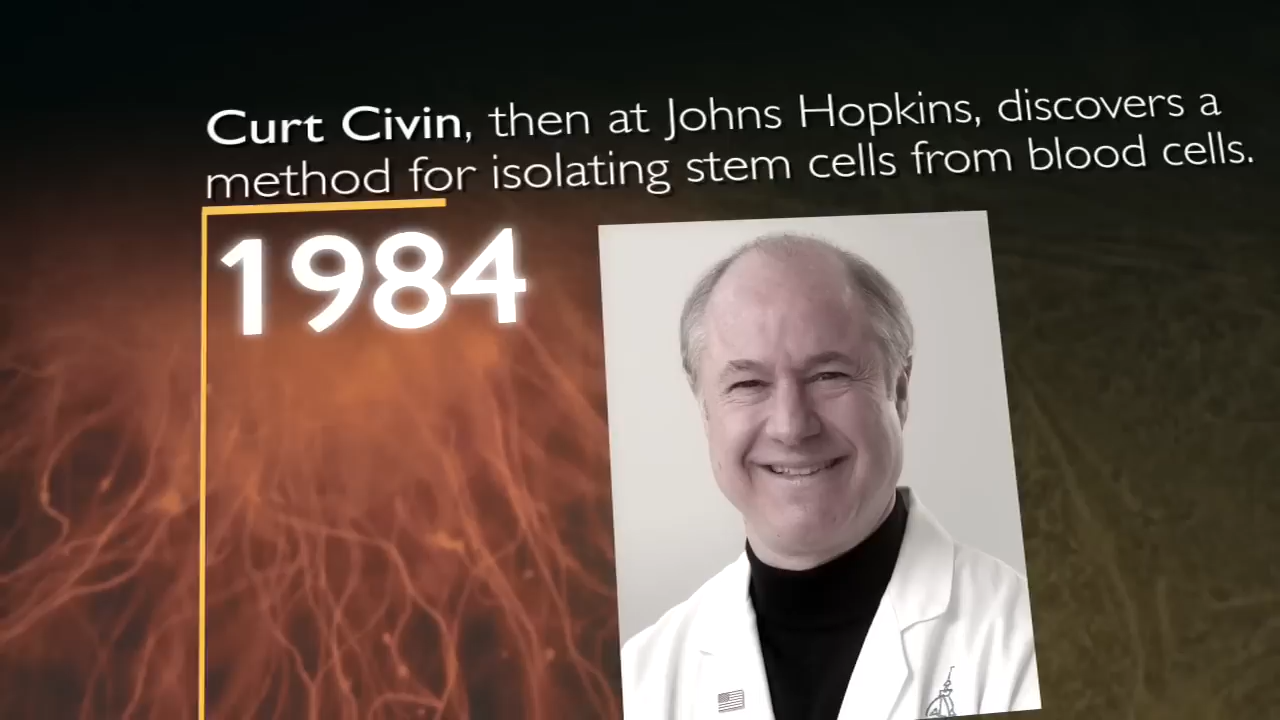 Curt Civin, then at Johns Hopkins, discovers a
method for isolating stem cells from blood cells.
1984